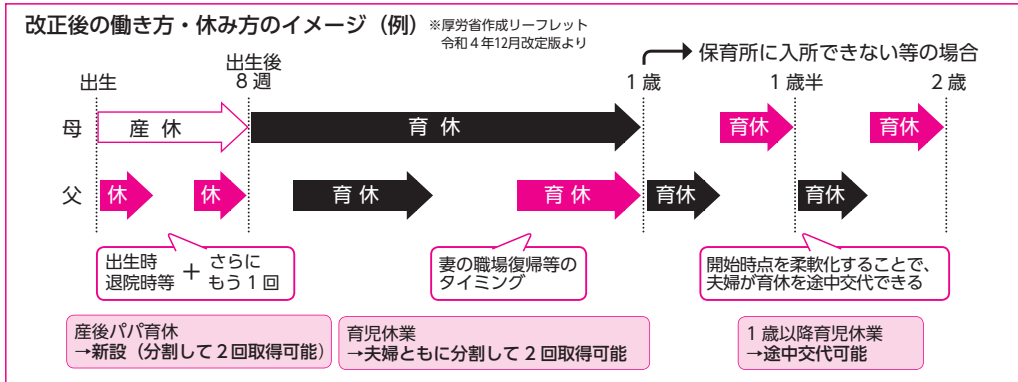 改正後の働き方・休み方のイメージ（例）
※厚労省作成リーフレット
令和４年12月改定版より
保育所に入所できない等の場合
出生
出生後
８週
１歳
１歳半
２歳
母
産休
育休
育休
育休
父
休
休
育休
育休
育休
育休
出生時
退院時等
＋
さらに
もう１回
妻の職場復帰等の
タイミング
開始時点を柔軟化することで、
夫婦が育休を途中交代できる
産後パパ育休
→新設（分割して２回取得可能）
育児休業
→夫婦ともに分割して２回取得可能
１歳以降育児休業
→途中交代可能